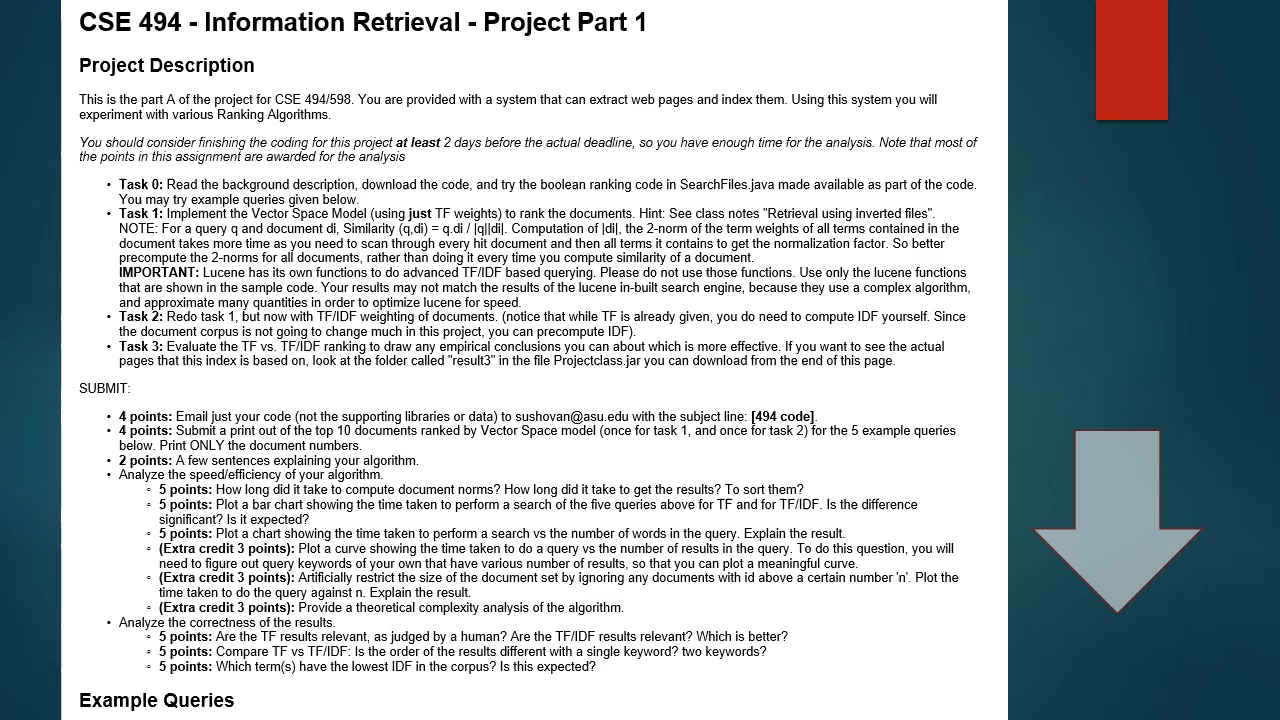 CSE 494 - Information Retrieval - Project Part 1
Project Description
This is the part A of the project for CSE 494/598. You are provided with a system that can extract web pages and index them. Using this system you will
experiment with various Ranking Algorithms.
You should consider finishing the coding for this project at least 2 days before the actual deadline, so you have enough time for the analysis. Note that most of
the points in this assignment are awarded for the analysis
• Task 0: Read the background description, download the code, and try the boolean ranking code in SearchFiles.java made available as part of the code.
You may try example queries given below.
• Task 1: Implement the Vector Space Model (using just TF weights) to rank the documents. Hint: See class notes "Retrieval using inverted files".
NOTE: For a query q and document di, Similarity (q,di) = q.di / |q||di|. Computation of |di|, the 2-norm of the term weights of all terms contained in the
document takes more time as you need to scan through every hit document and then all terms it contains to get the normalization factor. So better
precompute the 2-norms for all documents, rather than doing it every time you compute similarity of a document.
IMPORTANT: Lucene has its own functions to do advanced TF/IDF based querying. Please do not use those functions. Use only the lucene functions
that are shown in the sample code. Your results may not match the results of the lucene in-built search engine, because they use a complex algorithm,
and approximate many quantities in order to optimize lucene for speed.
• Task 2: Redo task 1, but now with TF/IDF weighting of documents. (notice that while TF is already given, you do need to compute IDF yourself. Since
the document corpus is not going to change much in this project, you can precompute IDF).
• Task 3: Evaluate the TF vs. TF/IDF ranking to draw any empirical conclusions you can about which is more effective. If you want to see the actual
pages that this index is based on, look at the folder called "result3" in the file Projectclass.jar you can download from the end of this page.
SUBMIT:
• 4 points: Email just your code (not the supporting libraries or data) to sushovan@asu.edu with the subject line: [494 code].
• 4 points: Submit a print out of the top 10 documents ranked by Vector Space model (once for task 1, and once for task 2) for the 5 example queries
below. Print ONLY the document numbers.
• 2 points: A few sentences explaining your algorithm.
• Analyze the speed/efficiency of your algorithm.
◦ 5 points: How long did it take to compute document norms? How long did it take to get the results? To sort them?
◦ 5 points: Plot a bar chart showing the time taken to perform a search of the five queries above for TF and for TF/IDF. Is the difference
significant? Is it expected?
◦ 5 points: Plot a chart showing the time taken to perform a search vs the number of words in the query. Explain the result.
◦ (Extra credit 3 points): Plot a curve showing the time taken to do a query vs the number of results in the query. To do this question, you will
need to figure out query keywords of your own that have various number of results, so that you can plot a meaningful curve.
◦ (Extra credit 3 points): Artificially restrict the size of the document set by ignoring any documents with id above a certain number 'n'. Plot the
time taken to do the query against n. Explain the result.
◦ (Extra credit 3 points): Provide a theoretical complexity analysis of the algorithm.
• Analyze the correctness of the results.
◦ 5 points: Are the TF results relevant, as judged by a human? Are the TF/IDF results relevant? Which is better?
◦ 5 points: Compare TF vs TF/IDF: Is the order of the results different with a single keyword? two keywords?
◦ 5 points: Which term(s) have the lowest IDF in the corpus? Is this expected?
Example Queries